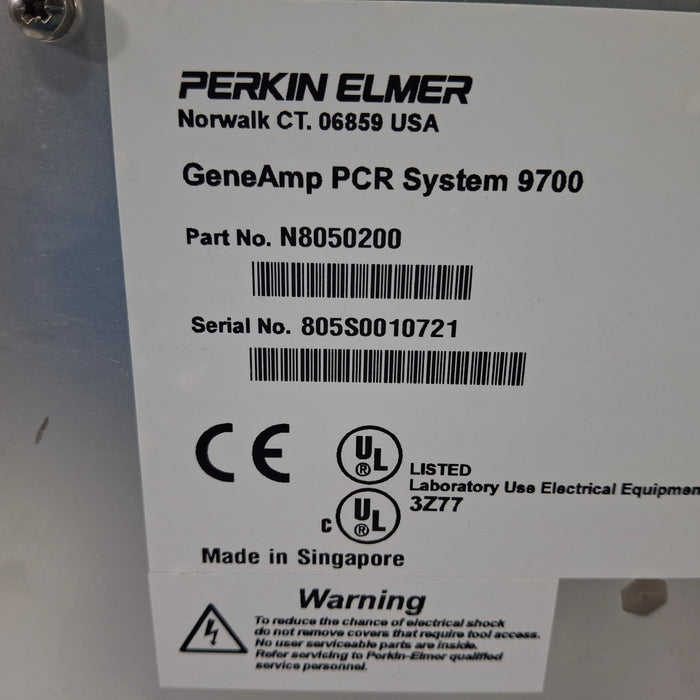 PERKIN ELMER
Norwalk CT. 06859 USA
GeneAmp PCR System 9700
Part No. N8050200
Serial No. 805S0010721
CE
UL
®
LISTED
Laboratory Use Electrical Equipmen
3Z77
C
UL
®
Made in Singapore
Warning
To reduce the chance of electrical shock
do not remove covers that require tool access.
No user serviceable parts are inside.
Refer servicing to Perkin-Elmer qualified
service personnel.